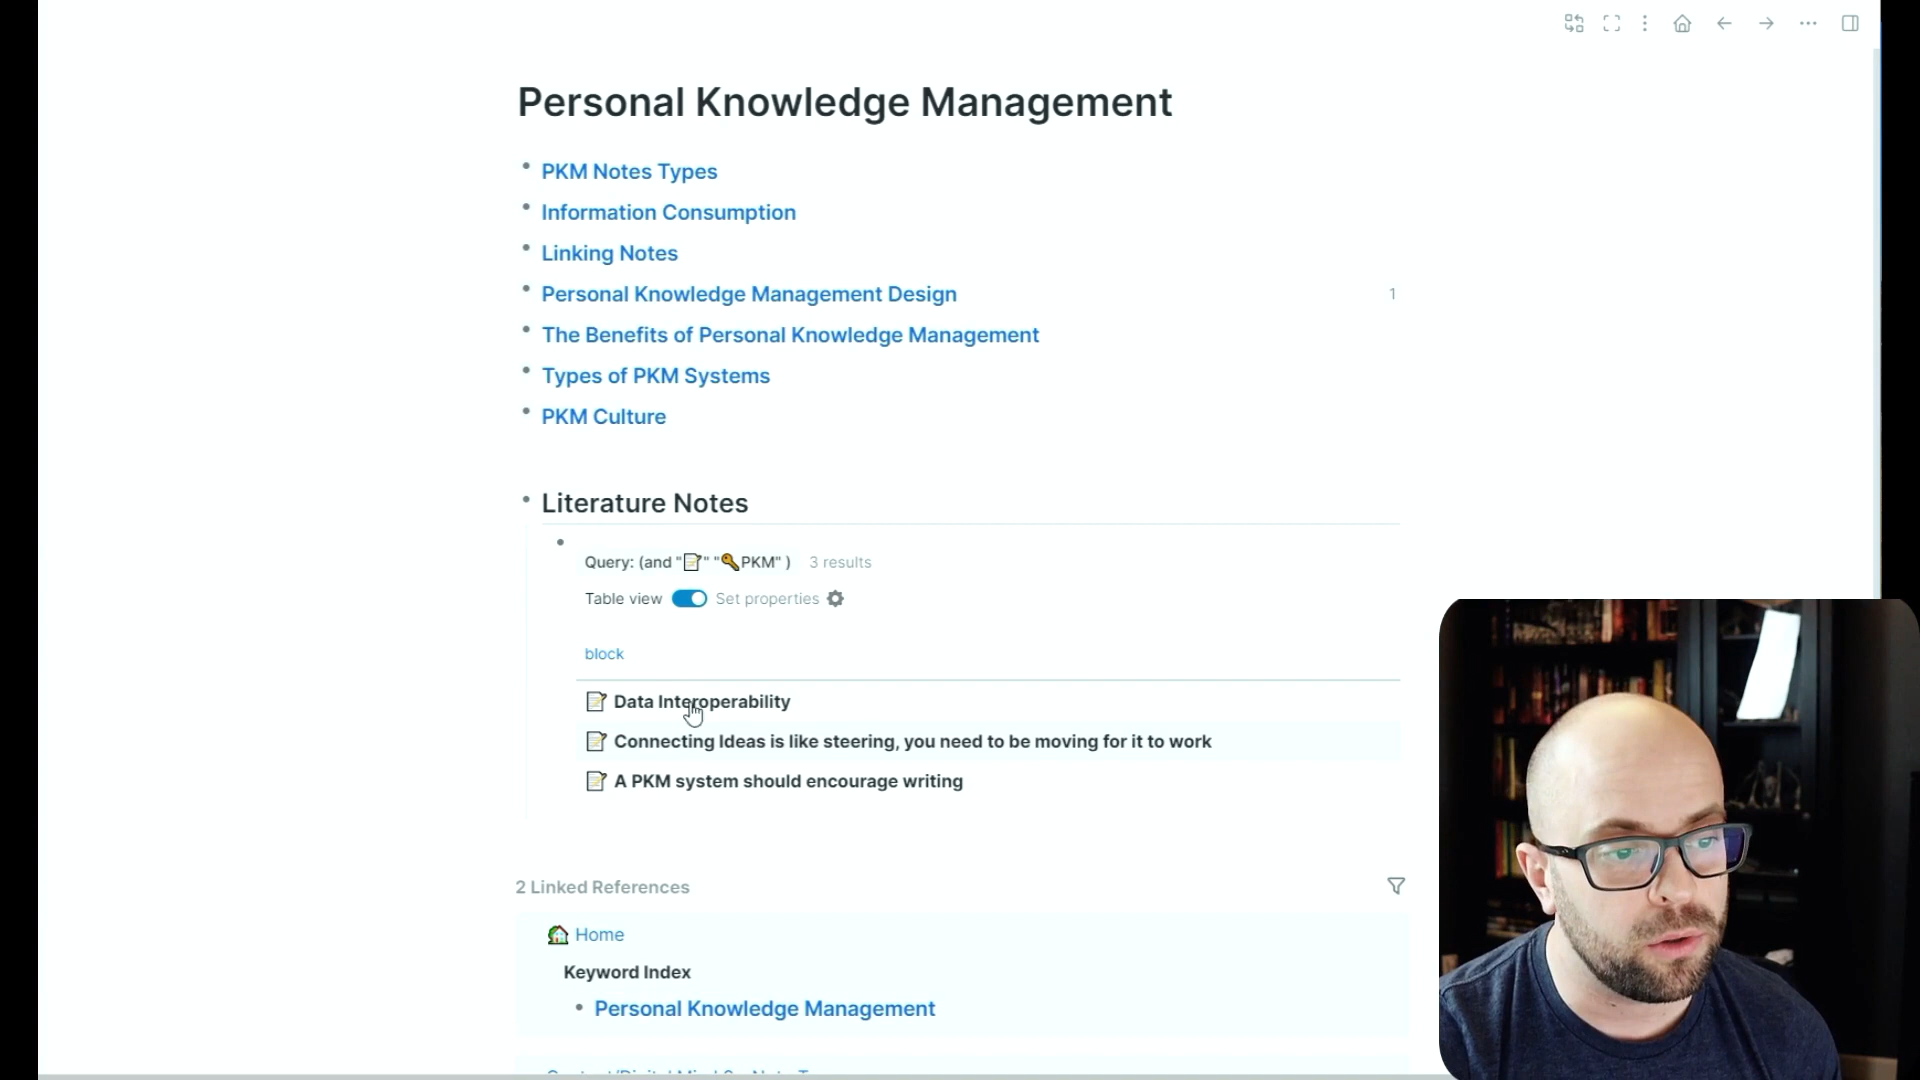 Personal Knowledge Management
PKM Notes Types
Information Consumption
Linking Notes
Personal Knowledge Management Design
1
The Benefits of Personal Knowledge Management
Types of PKM Systems
PKM Culture
Literature Notes
Query: (and "📝" "🔑PKM" ) 3 results
Table view Set properties
block
📝 Data Interoperability
📝 Connecting Ideas is like steering, you need to be moving for it to work
📝 A PKM system should encourage writing
2 Linked References
🏡 Home
Keyword Index
Personal Knowledge Management